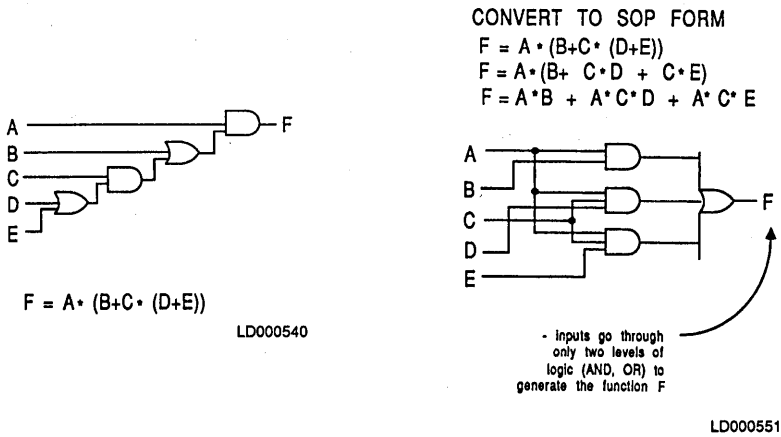 A
B
C
D
E
F
F = A• (B+C• (D+E))
LD000540
CONVERT TO SOP FORM
F = A• (B+C• (D+E))
F = A•(B+ C•D + C•E)
F = A•B + A•C•D + A•C•E
A
B
C
D
E
F
- inputs go through
only two levels of
logic (AND, OR) to
generate the function F
LD000551